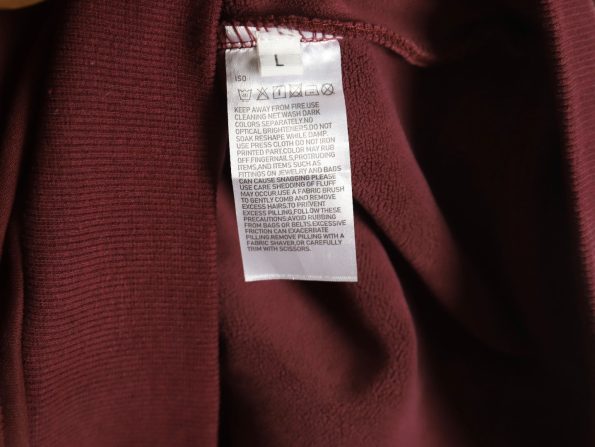 L
ISO
KEEP AWAY FROM FIRE.USE
CLEANING NET.WASH DARK
COLORS SEPARATELY.NO
OPTICAL BRIGHTENERS.DO NOT
SOAK.RESHAPE WHILE DAMP.
USE PRESS CLOTH.DO NOT IRON
PRINTED PART.COLOR MAY RUB
OFF.FINGERNAILS,PROTRUDING
ITEMS,AND ITEMS SUCH AS
FITTINGS ON JEWELRY AND BAGS
CAN CAUSE SNAGGING.PLEASE
USE CARE.SHEDDING OF FLUFF
MAY OCCUR.USE A FABRIC BRUSH
TO GENTLY COMB AND REMOVE
EXCESS HAIRS.TO PREVENT
EXCESS PILLING,FOLLOW THESE
PRECAUTIONS.AVOID RUBBING
FROM BAGS OR BELTS.EXCESSIVE
FRICTION CAN EXACERBATE
PILLING.REMOVE PILLING WITH A
FABRIC SHAVER,OR CAREFULLY
TRIM WITH SCISSORS.